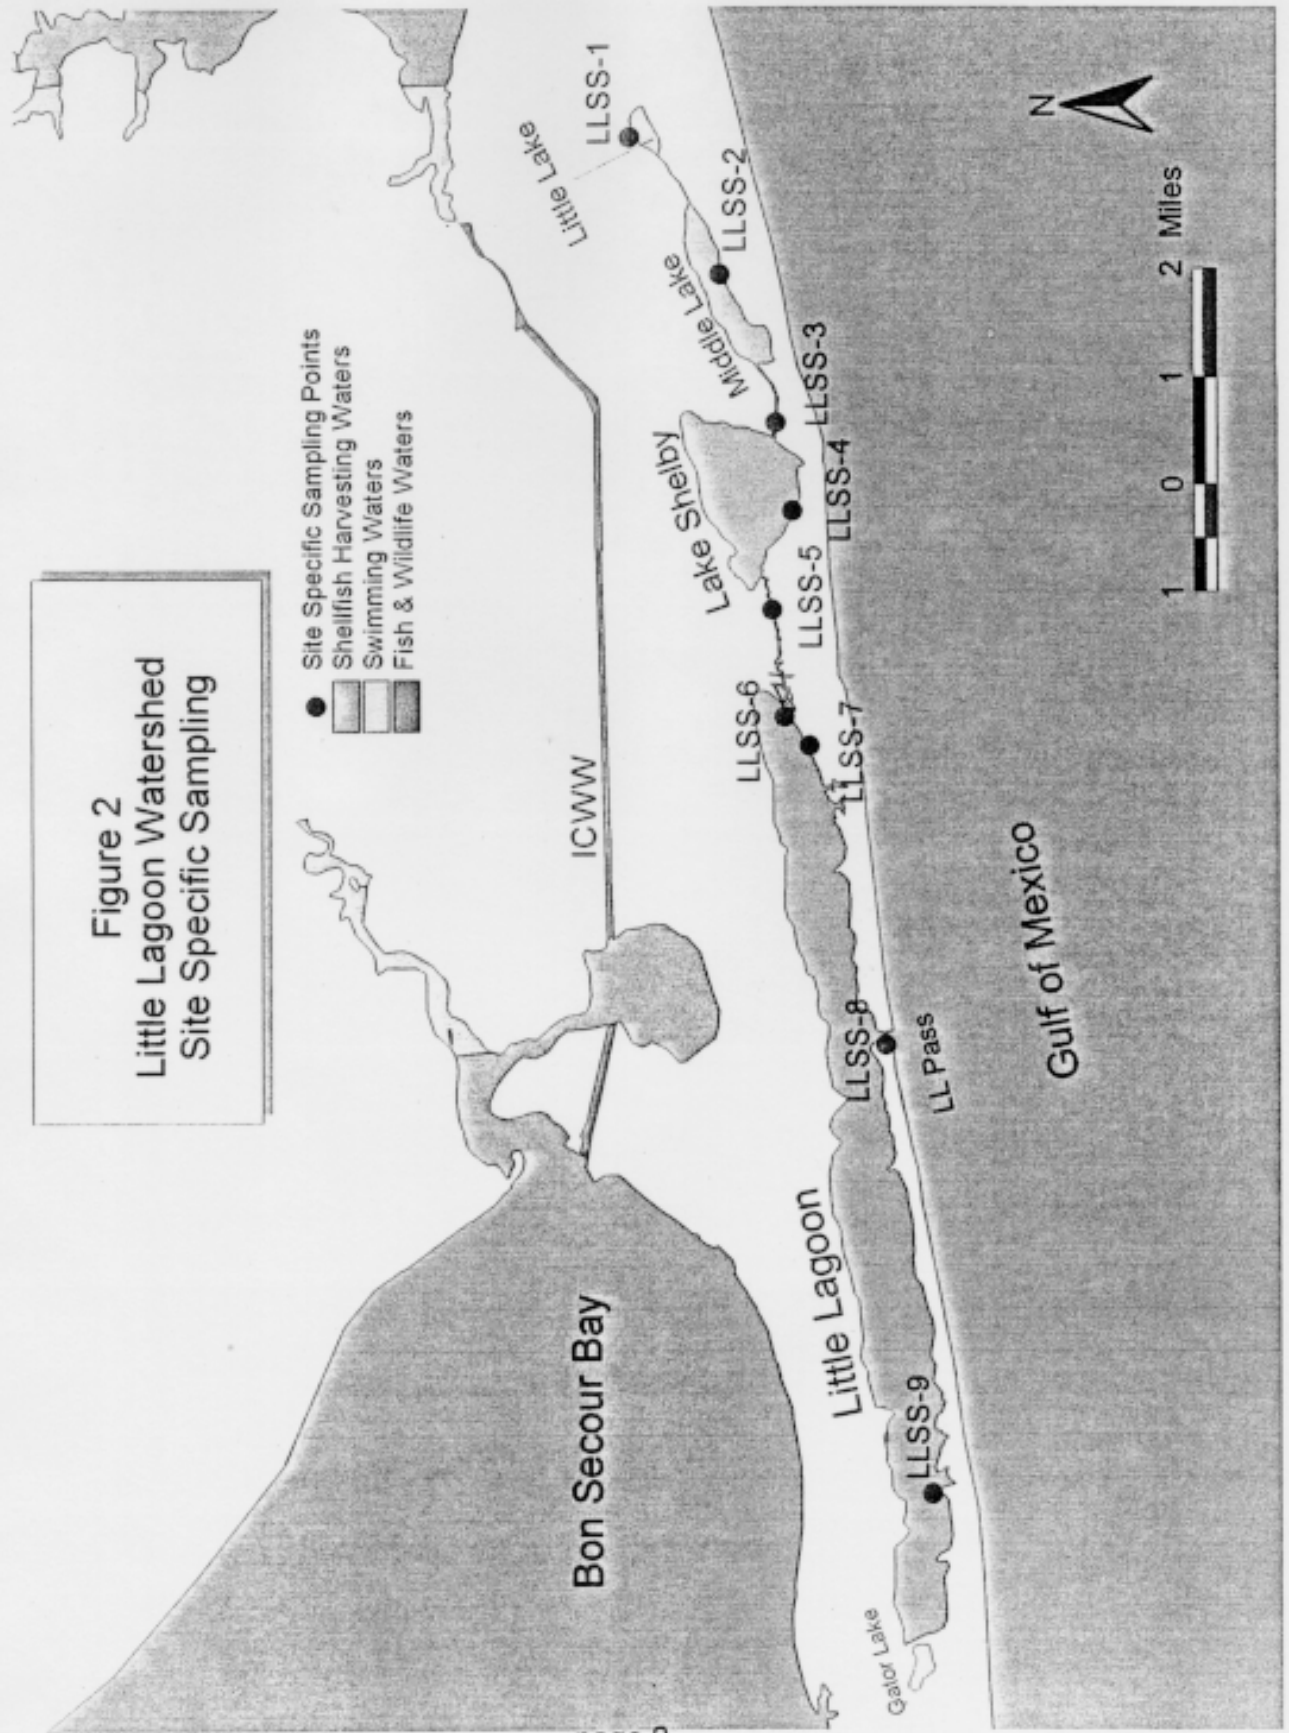 Figure 2
Little Lagoon Watershed
Site Specific Sampling
Site Specific Sampling Points
Shellfish Harvesting Waters
Swimming Waters
Fish & Wildlife Waters
ICWW
Bon Secour Bay
Little Lake
LLSS-1
Middle Lake
LLSS-2
LLSS-3
Lake Shelby
LLSS-4
LLSS-5
LLSS-6
LLSS-7
LLSS-8
LL Pass
Little Lagoon
LLSS-9
Gator Lake
Gulf of Mexico
N
1 0 1 2 Miles